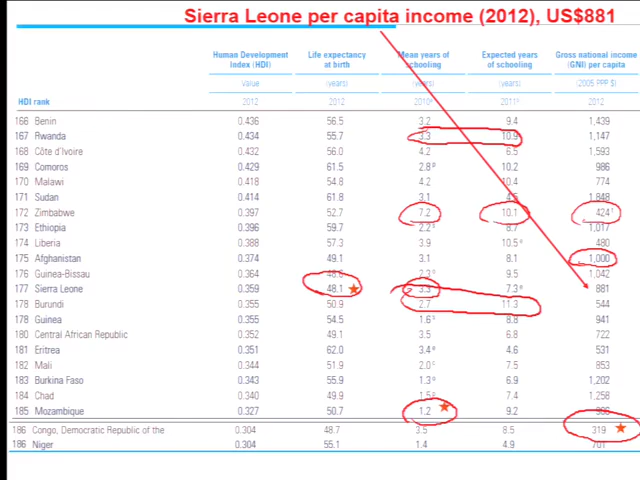 Sierra Leone per capita income (2012), US$881
Human Development Life expectancy Mean years of Expected years Gross national income
Index (HDI) at birth schooling of schooling (GNI) per capita
Value (years) (years) (years) (2005 PPP $)
HDI rank 2012 2012 2010ᵃ 2011ᶜ 2012
166 Benin 0.436 56.5 3.2 9.4 1,439
167 Rwanda 0.434 55.7 3.3 10.9 1,147
168 Côte d'Ivoire 0.432 56.0 4.2 6.5 1,593
169 Comoros 0.429 61.5 2.8 10.2 986
170 Malawi 0.418 54.8 4.2 10.4 774
171 Sudan 0.414 61.8 3.1 1,848
172 Zimbabwe 0.397 52.7 7.2 10.1 424
173 Ethiopia 0.396 59.7 2.2 8.7 1,017
174 Liberia 0.388 57.3 3.9 10.5 480
175 Afghanistan 0.374 49.1 3.1 8.1 1,000
176 Guinea-Bissau 0.364 48.6 2.3 9.5 1,042
177 Sierra Leone 0.359 48.1 3.3 7.3 881
178 Burundi 0.355 50.9 2.7 11.3 544
178 Guinea 0.355 54.5 1.6 8.8 941
180 Central African Republic 0.352 49.1 3.5 6.8 722
181 Eritrea 0.351 62.0 3.4 4.6 531
182 Mali 0.344 51.9 2.0 7.5 853
183 Burkina Faso 0.343 55.9 1.3 6.9 1,202
184 Chad 0.340 49.9 1.5 7.4 1,258
185 Mozambique 0.327 50.7 1.2 9.2
186 Congo, Democratic Republic of the 0.304 48.7 3.5 8.5 319
186 Niger 0.304 55.1 1.4 4.9 701